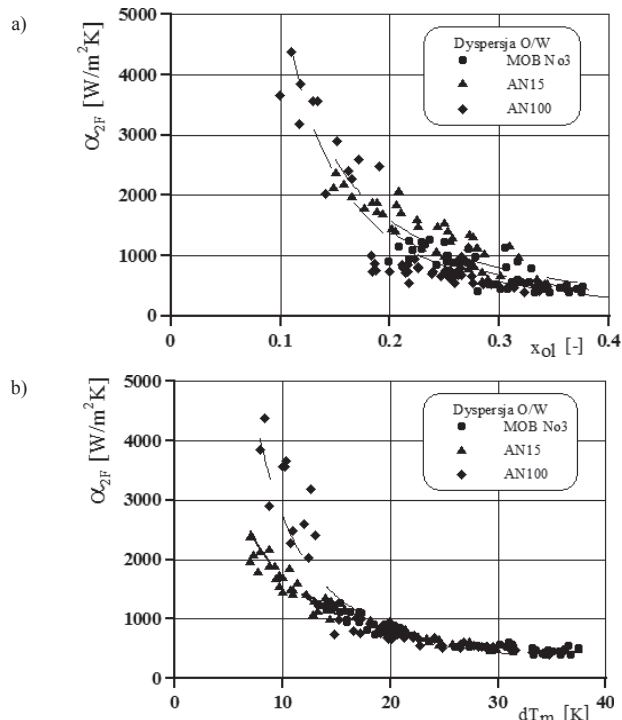 a)
5000
4000
3000
2000
1000
0
α2F [W/m²K]
Dyspersja O/W
MOB No3
AN15
AN100
0 0.1 0.2 0.3 0.4
xol [-]
b)
5000
4000
3000
2000
1000
0
α2F [W/m²K]
Dyspersja O/W
MOB No3
AN15
AN100
0 10 20 30 40
dTm [K]